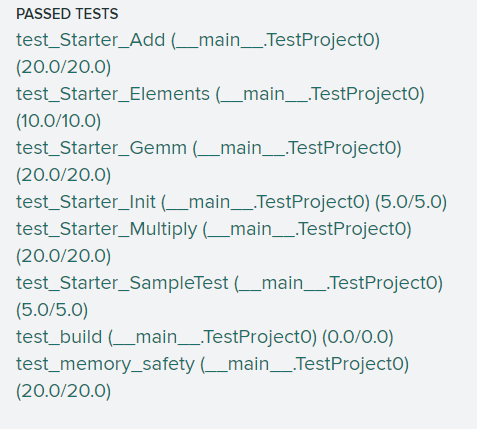 PASSED TESTS
test_Starter_Add (__main__.TestProject0)
(20.0/20.0)
test_Starter_Elements (__main__.TestProject0)
(10.0/10.0)
test_Starter_Gemm (__main__.TestProject0)
(20.0/20.0)
test_Starter_Init (__main__.TestProject0) (5.0/5.0)
test_Starter_Multiply (__main__.TestProject0)
(20.0/20.0)
test_Starter_SampleTest (__main__.TestProject0)
(5.0/5.0)
test_build (__main__.TestProject0) (0.0/0.0)
test_memory_safety (__main__.TestProject0)
(20.0/20.0)